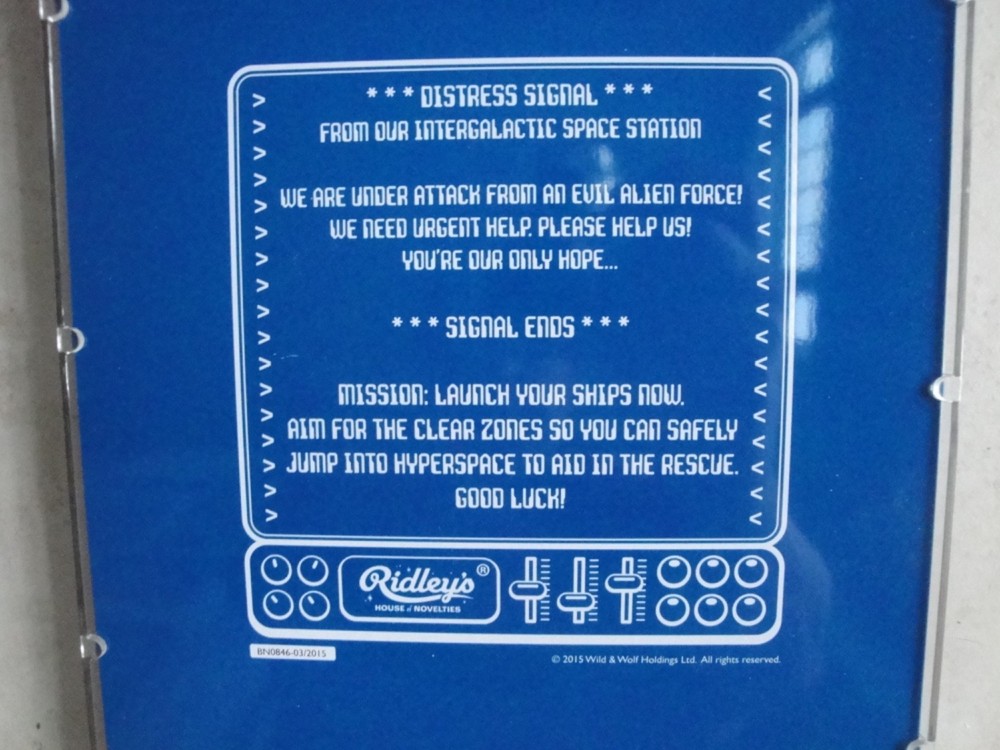 * * * DISTRESS SIGNAL * * *
FROM OUR INTERGALACTIC SPACE STATION
WE ARE UNDER ATTACK FROM AN EVIL ALIEN FORCE!
WE NEED URGENT HELP. PLEASE HELP US!
YOU'RE OUR ONLY HOPE...
* * * SIGNAL ENDS * * *
MISSION: LAUNCH YOUR SHIPS NOW.
AIM FOR THE CLEAR ZONES SO YOU CAN SAFELY
JUMP INTO HYPERSPACE TO AID IN THE RESCUE.
GOOD LUCK!
Ridley's ®
HOUSE of NOVELTIES
BN0846-03/2015
© 2015 Wild & Wolf Holdings Ltd. All rights reserved.